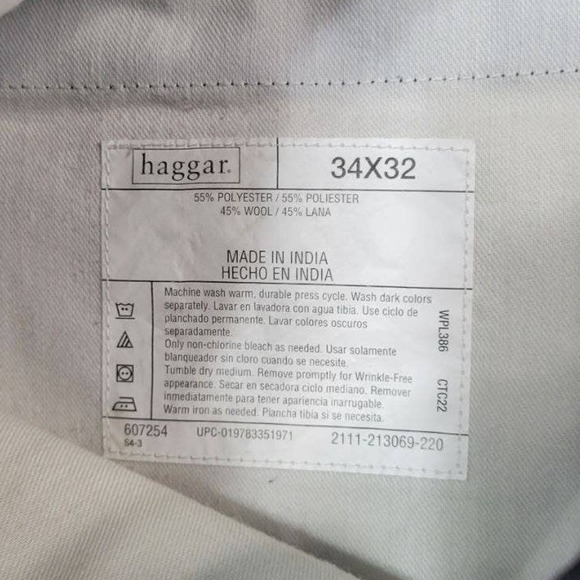 haggar.
34X32
55% POLYESTER / 55% POLIESTER
45% WOOL / 45% LANA
MADE IN INDIA
HECHO EN INDIA
Machine wash warm, durable press cycle. Wash dark colors
separately. Lavar en lavadora con agua tibia. Use ciclo de
planchado permanente. Lavar colores oscuros
separadamente.
Only non-chlorine bleach as needed. Usar solamente
blanqueador sin cloro cuando se necesite.
Tumble dry medium. Remove promptly for Wrinkle-Free
appearance. Secar en secadora ciclo mediano. Remover
inmediatamente para tener apariencia inarrugable.
Warm iron as needed. Plancha tibia si se necesita.
WPL386 CTC22
607254 UPC-019783351971 2111-213069-220
S4-3